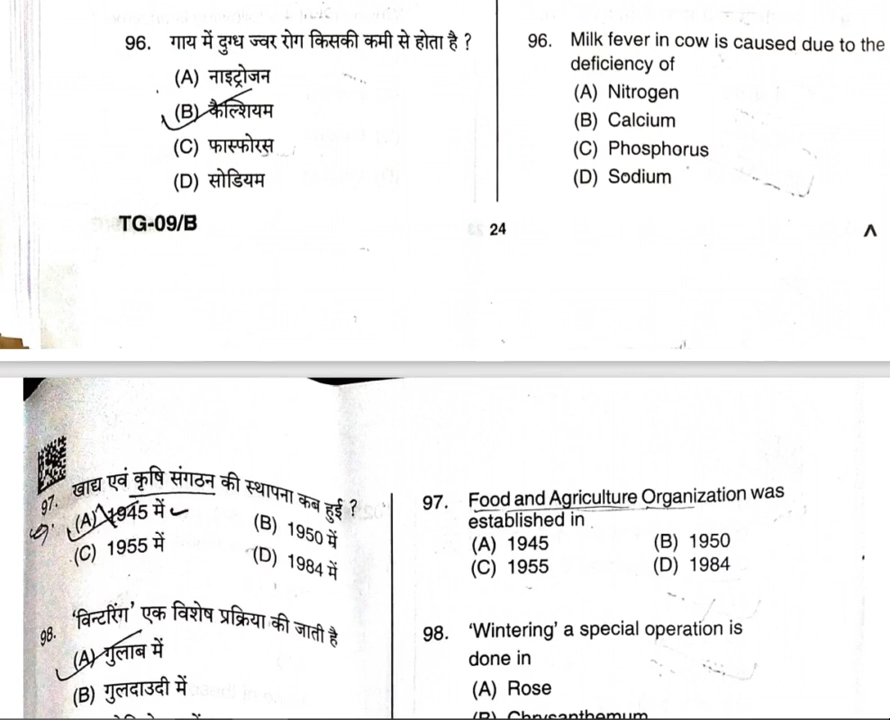 96. गाय में दुग्ध ज्वर रोग किसकी कमी से होता है ?
(A) नाइट्रोजन
(B) कैल्शियम
(C) फास्फोरस
(D) सोडियम
96. Milk fever in cow is caused due to the
deficiency of
(A) Nitrogen
(B) Calcium
(C) Phosphorus
(D) Sodium
TG-09/B
24
97. खाद्य एवं कृषि संगठन की स्थापना कब हुई ?
(A) 1945 में
(B) 1950 में
(C) 1955 में
(D) 1984 में
98. ‘विन्टरिंग’ एक विशेष प्रक्रिया की जाती है
(A) गुलाब में
(B) गुलदाउदी में
97. Food and Agriculture Organization was
established in
(A) 1945
(B) 1950
(C) 1955
(D) 1984
98. ‘Wintering’ a special operation is
done in
(A) Rose
(B) Chrysanthemum